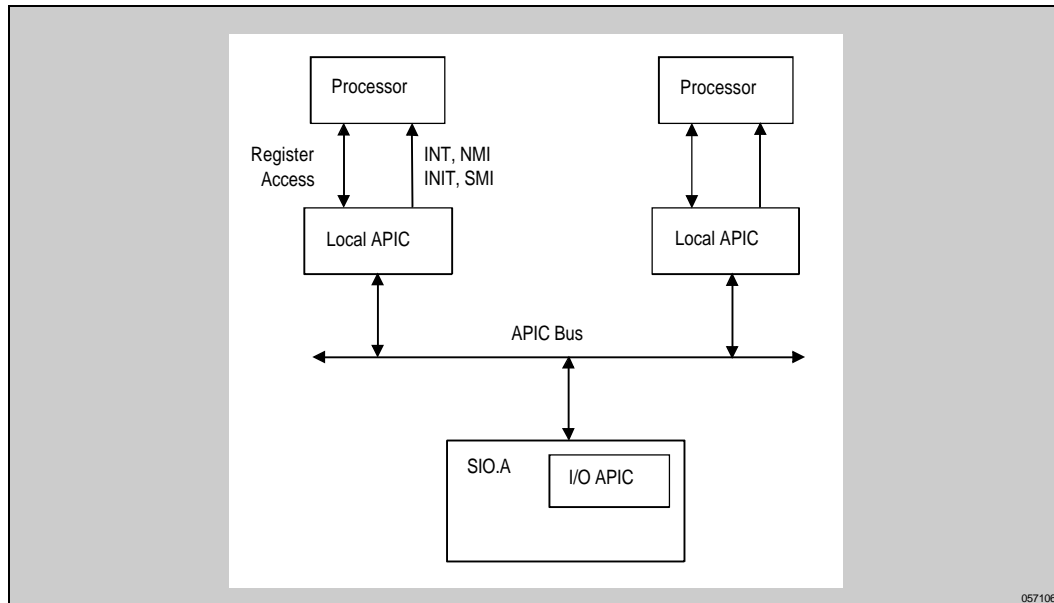 Processor
Processor
Register
Access
INT, NMI
INIT, SMI
Local APIC
Local APIC
APIC Bus
SIO.A
I/O APIC
057106